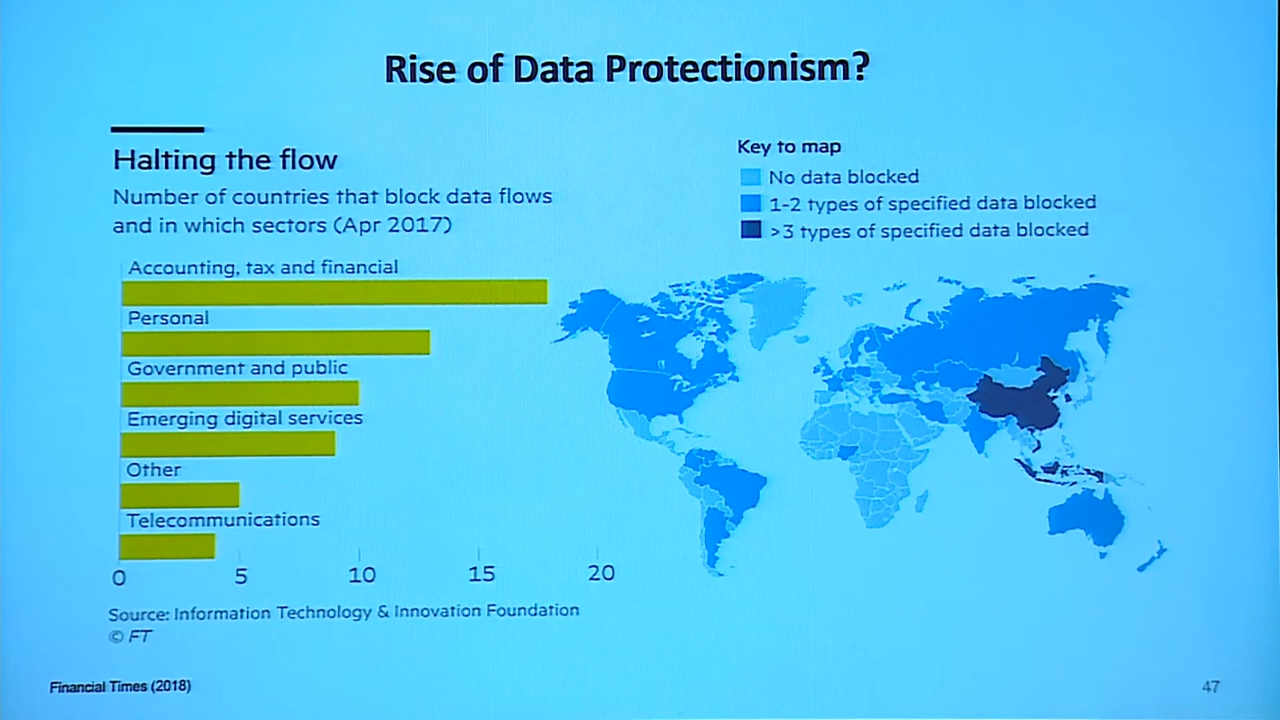 Rise of Data Protectionism?
Halting the flow
Number of countries that block data flows
and in which sectors (Apr 2017)
Accounting, tax and financial
Personal
Government and public
Emerging digital services
Other
Telecommunications
0 5 10 15 20
Source: Information Technology & Innovation Foundation
© FT
Key to map
No data blocked
1-2 types of specified data blocked
>3 types of specified data blocked
Financial Times (2018)
47